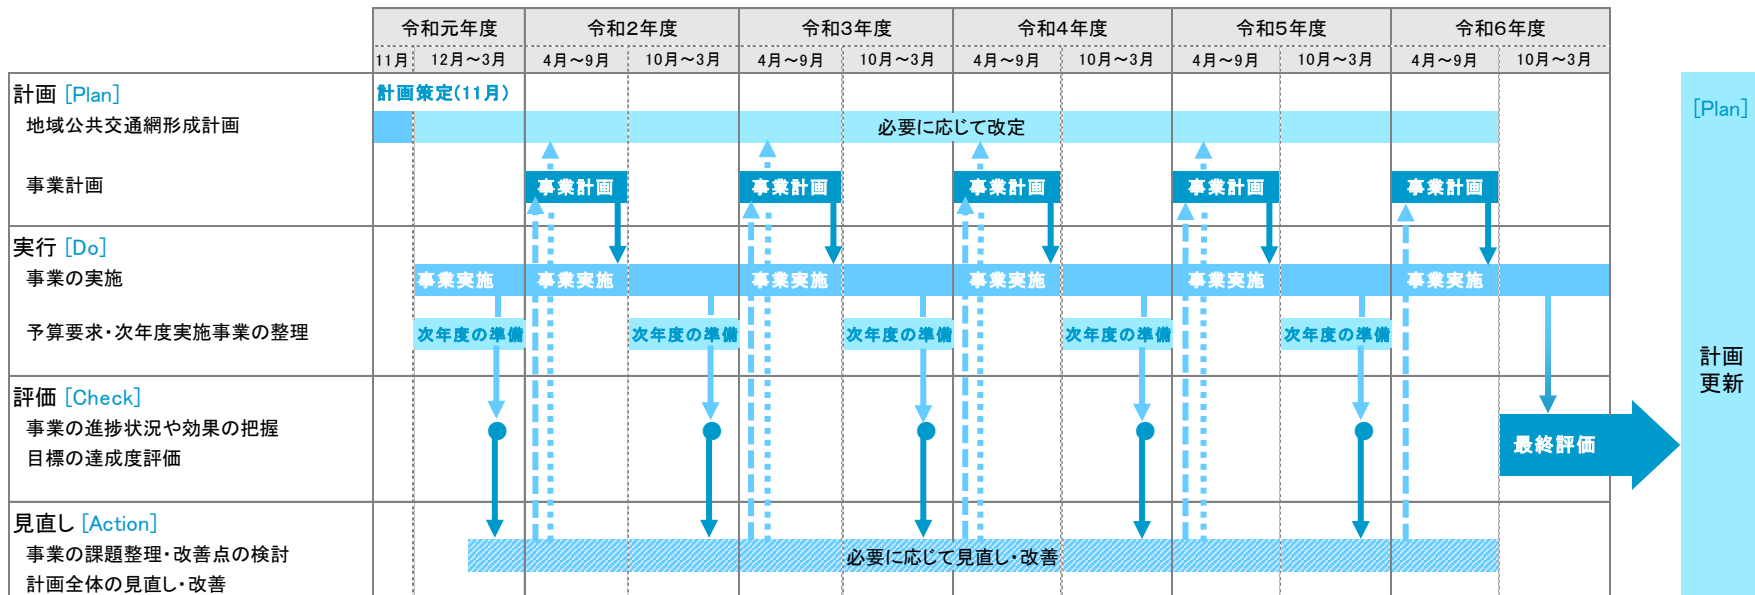 令和元年度 令和2年度 令和3年度 令和4年度 令和5年度 令和6年度
11月 12月～3月 4月～9月 10月～3月 4月～9月 10月～3月 4月～9月 10月～3月 4月～9月 10月～3月 4月～9月 10月～3月
計画 [Plan] 計画策定(11月)
地域公共交通網形成計画 必要に応じて改定
事業計画 事業計画 事業計画 事業計画 事業計画 事業計画
実行 [Do]
事業の実施 事業実施 事業実施 事業実施 事業実施 事業実施 事業実施
予算要求・次年度実施事業の整理 次年度の準備 次年度の準備 次年度の準備 次年度の準備 次年度の準備
評価 [Check]
事業の進捗状況や効果の把握
目標の達成度評価
最終評価
見直し [Action]
事業の課題整理・改善点の検討 必要に応じて見直し・改善
計画全体の見直し・改善
[Plan]
計画
更新